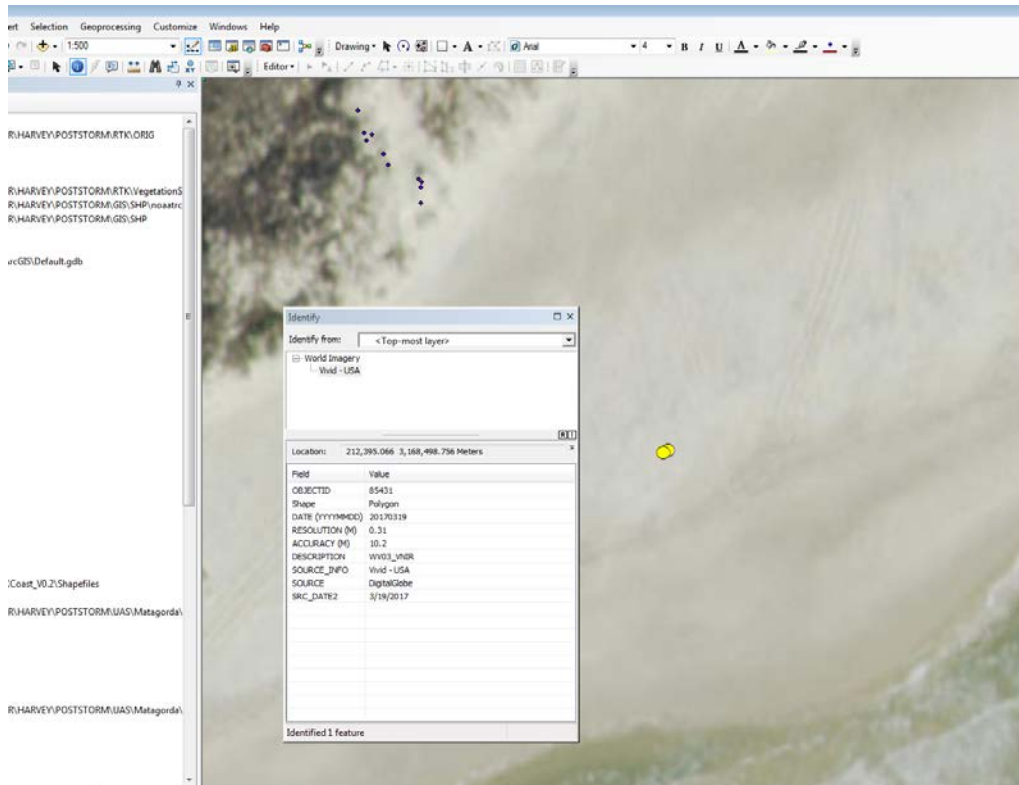 ert Selection Geoprocessing Customize Windows Help
1:500 Drawing Arial 4 B I U A
Editor
R\HARVEY\POSTSTORM\RTK\ORIG
R\HARVEY\POSTSTORM\RTK\VegetationS
R\HARVEY\POSTSTORM\GIS\SHP\noaatrc
R\HARVEY\POSTSTORM\GIS\SHP
rcGIS\Default.gdb
Coast_V0.2\Shapefiles
R\HARVEY\POSTSTORM\UAS\Matagorda\
R\HARVEY\POSTSTORM\UAS\Matagorda\
Identify
Identify from: <Top-most layer>
World Imagery
Vivid - USA
Location: 212,395.066 3,168,498.756 Meters
Field Value
OBJECTID 85431
Shape Polygon
DATE (YYYYMMDD) 20170319
RESOLUTION (M) 0.31
ACCURACY (M) 10.2
DESCRIPTION WV03_VNIR
SOURCE_INFO Vivid - USA
SOURCE DigitalGlobe
SRC_DATE2 3/19/2017
Identified 1 feature